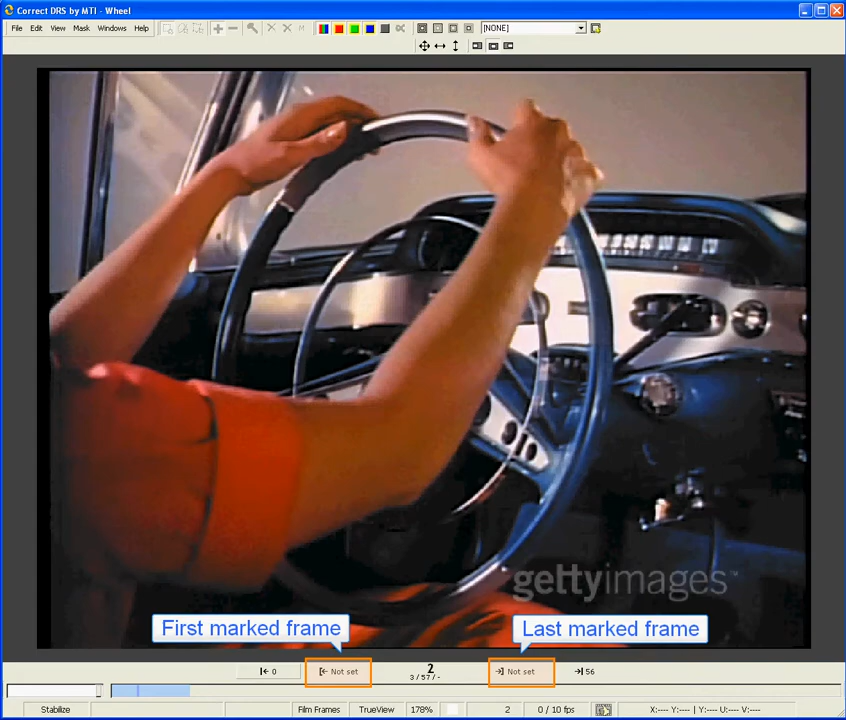 Correct DRS by MTI - Wheel
File Edit View Mask Windows Help
[NONE]
gettyimages™
First marked frame
Last marked frame
0
Not set
2
3 / 57 / -
Not set
56
Stabilize
Film Frames
TrueView
178%
2
0 / 10 fps
X:---- Y:---- | Y:---- U:---- V:----